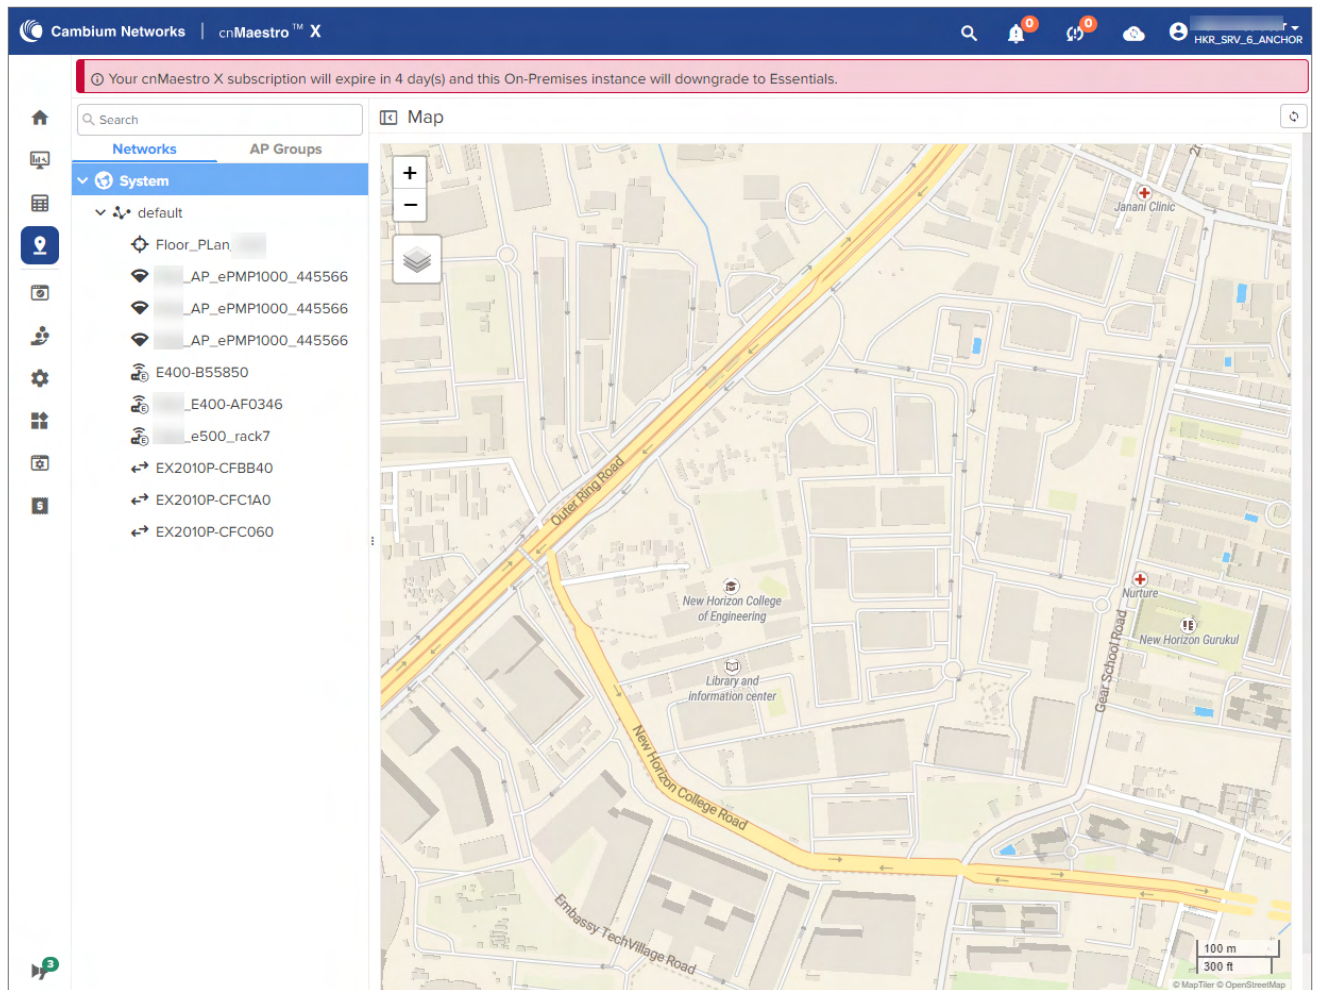 Cambium Networks | cnMaestro™ X
0
0
HKR_SRV_6_ANCHOR
Your cnMaestro X subscription will expire in 4 day(s) and this On-Premises instance will downgrade to Essentials.
Search
Networks
AP Groups
System
default
Floor_PLan
_AP_ePMP1000_445566
_AP_ePMP1000_445566
_AP_ePMP1000_445566
E400-B55850
_E400-AF0346
_e500_rack7
EX2010P-CFBB40
EX2010P-CFC1A0
EX2010P-CFC060
3
Map
+
−
Janani Clinic
Outer Ring Road
New Horizon College
of Engineering
Library and
information center
Nurture
New Horizon Gurukul
Gear School Road
New Horizon College Road
Embassy TechVillage Road
100 m
300 ft
© MapTiler © OpenStreetMap